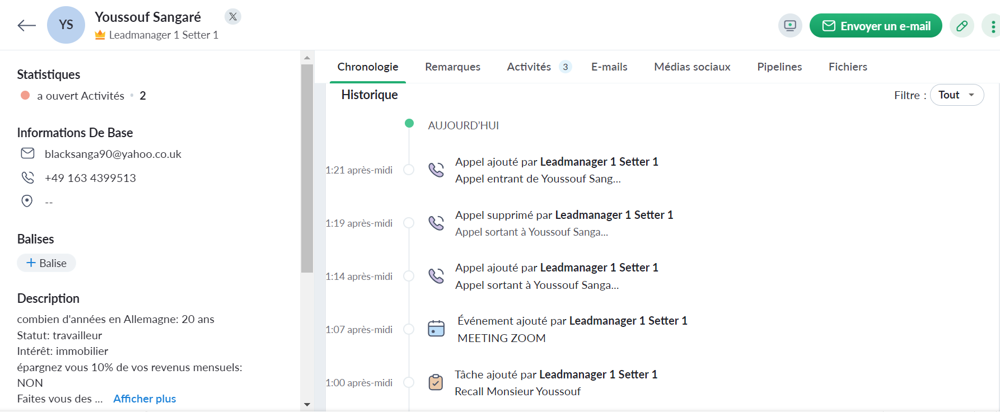 YS
Youssouf Sangaré
Leadmanager 1 Setter 1
Envoyer un e-mail
Statistiques
a ouvert Activités • 2
Informations De Base
blacksanga90@yahoo.co.uk
+49 163 4399513
--
Balises
+ Balise
Description
combien d'années en Allemagne: 20 ans
Statut: travailleur
Intérêt: immobilier
épargnez vous 10% de vos revenus mensuels:
NON
Faites vous des ... Afficher plus
Chronologie Remarques Activités 3 E-mails Médias sociaux Pipelines Fichiers
Historique
Filtre : Tout
AUJOURD'HUI
1:21 après-midi
Appel ajouté par Leadmanager 1 Setter 1
Appel entrant de Youssouf Sang...
1:19 après-midi
Appel supprimé par Leadmanager 1 Setter 1
Appel sortant à Youssouf Sanga...
1:14 après-midi
Appel ajouté par Leadmanager 1 Setter 1
Appel sortant à Youssouf Sanga...
1:07 après-midi
Événement ajouté par Leadmanager 1 Setter 1
MEETING ZOOM
1:00 après-midi
Tâche ajouté par Leadmanager 1 Setter 1
Recall Monsieur Youssouf